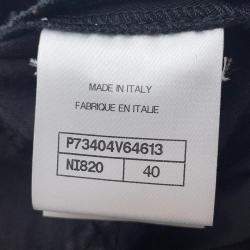 MADE IN ITALY
FABRIQUE EN ITALIE
P73404V64613
NI820 40